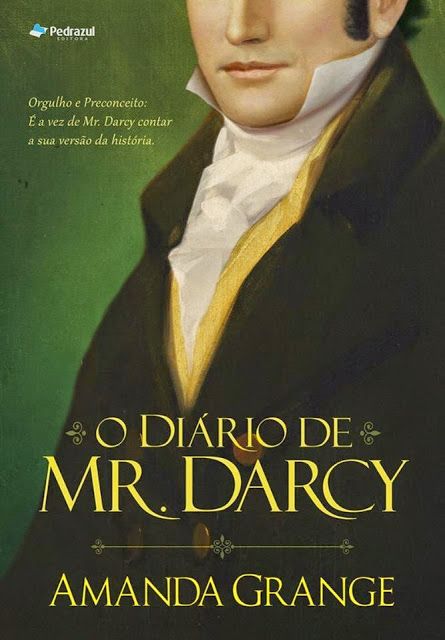 Pedrazul
EDITORA
Orgulho e Preconceito:
É a vez de Mr. Darcy contar
a sua versão da história.
O DIÁRIO DE
MR. DARCY
AMANDA GRANGE